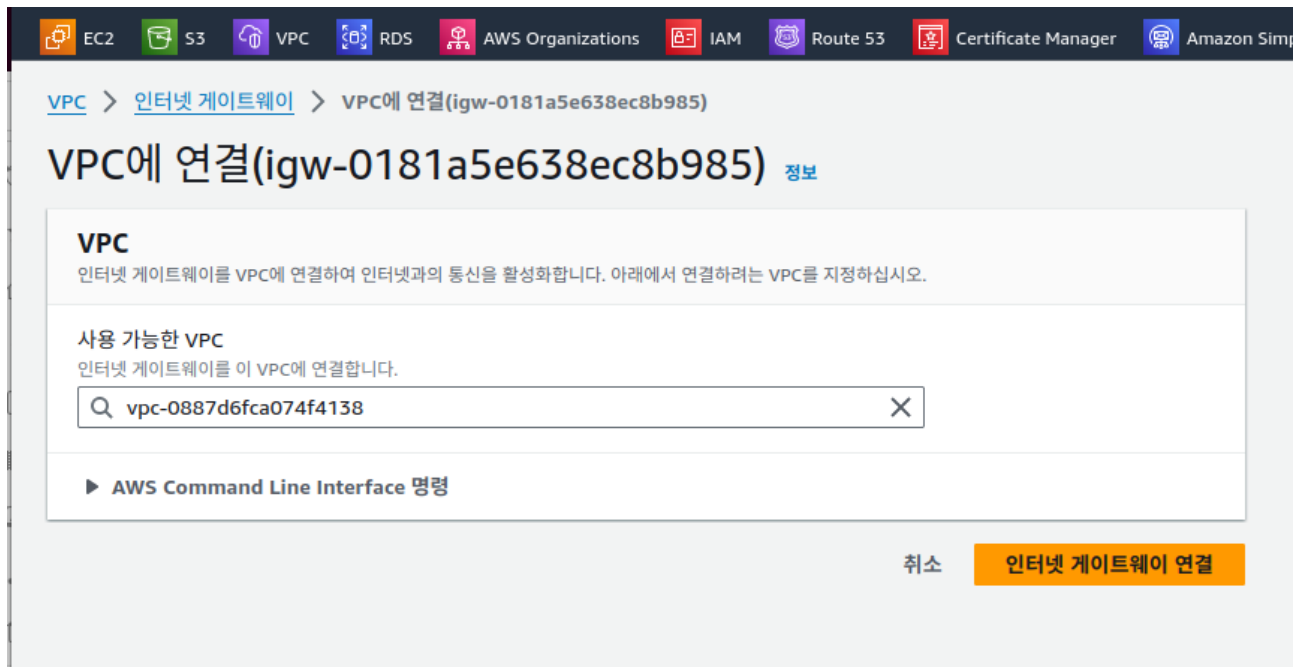 EC2 S3 VPC RDS AWS Organizations IAM Route 53 Certificate Manager Amazon Simp
VPC > 인터넷 게이트웨이 > VPC에 연결(igw-0181a5e638ec8b985)
VPC에 연결(igw-0181a5e638ec8b985) 정보
VPC
인터넷 게이트웨이를 VPC에 연결하여 인터넷과의 통신을 활성화합니다. 아래에서 연결하려는 VPC를 지정하십시오.
사용 가능한 VPC
인터넷 게이트웨이를 이 VPC에 연결합니다.
vpc-0887d6fca074f4138
AWS Command Line Interface 명령
취소 인터넷 게이트웨이 연결